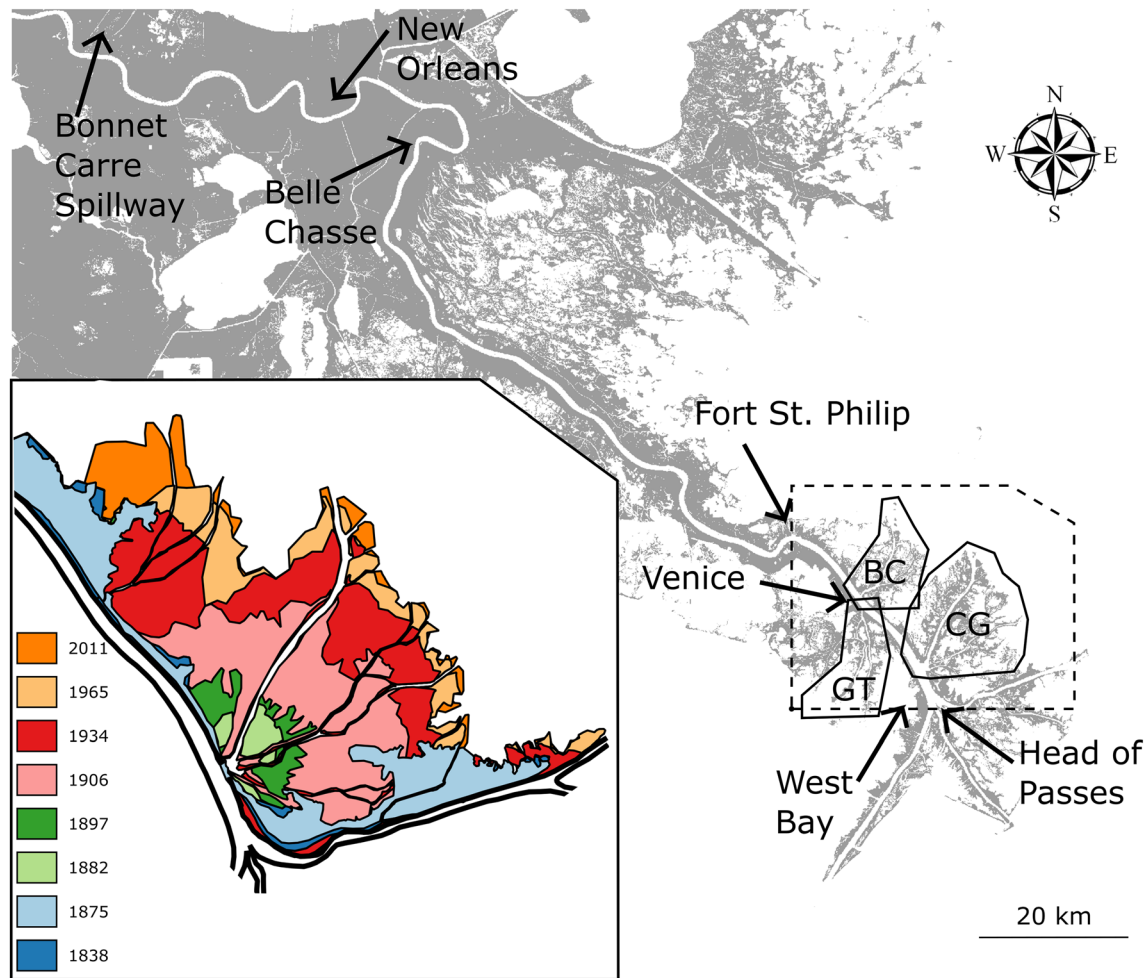 New
Orleans
Bonnet
Carre
Spillway
Belle
Chasse
N
W
E
S
Fort St. Philip
Venice
BC
CG
GT
West
Bay
Head of
Passes
20 km
2011
1965
1934
1906
1897
1882
1875
1838